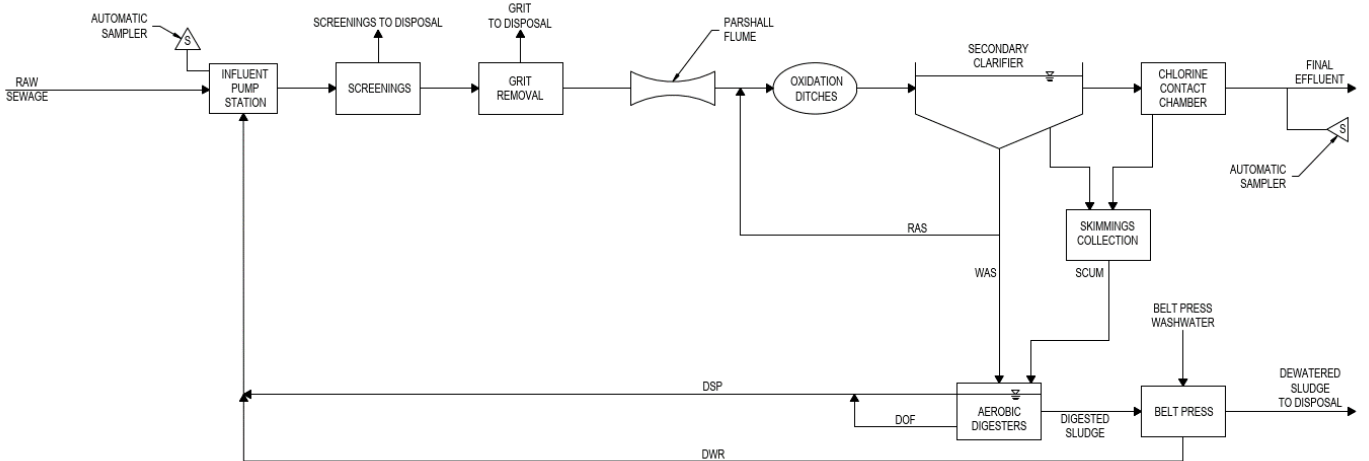 AUTOMATIC
SAMPLER
S
SCREENINGS TO DISPOSAL
GRIT
TO DISPOSAL
PARSHALL
FLUME
SECONDARY
CLARIFIER
RAW
SEWAGE
INFLUENT
PUMP
STATION
SCREENINGS
GRIT
REMOVAL
OXIDATION
DITCHES
CHLORINE
CONTACT
CHAMBER
FINAL
EFFLUENT
S
AUTOMATIC
SAMPLER
RAS
SKIMMINGS
COLLECTION
WAS
SCUM
BELT PRESS
WASHWATER
DSP
DOF
AEROBIC
DIGESTERS
DIGESTED
SLUDGE
BELT PRESS
DEWATERED
SLUDGE
TO DISPOSAL
DWR